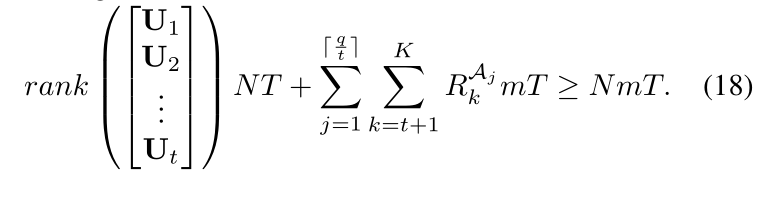 rank ( [ U_1 U_2 ⋮ U_t ] ) NT + ∑_{j=1}^{⌈q/t⌉} ∑_{k=t+1}^{K} R_k^{𝒜_j} mT ≥ NmT. (18)